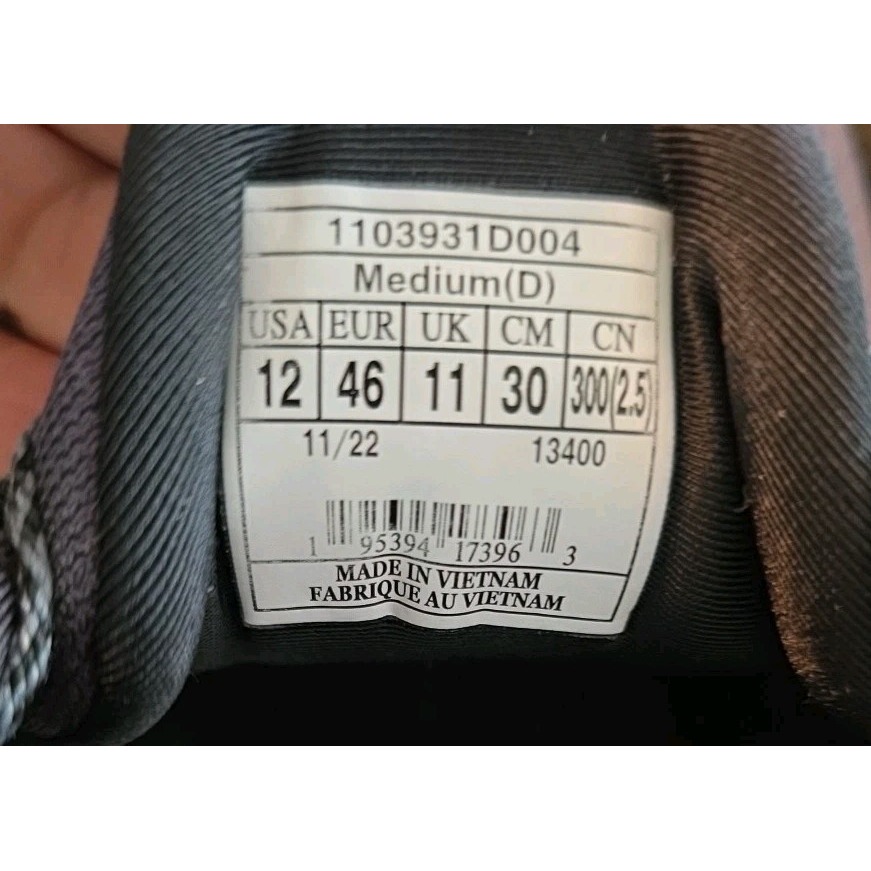 1103931D004
Medium(D)
USA EUR UK CM CN
12 46 11 30 300(2.5)
11/22 13400
1 95394 17396 3
MADE IN VIETNAM
FABRIQUE AU VIETNAM